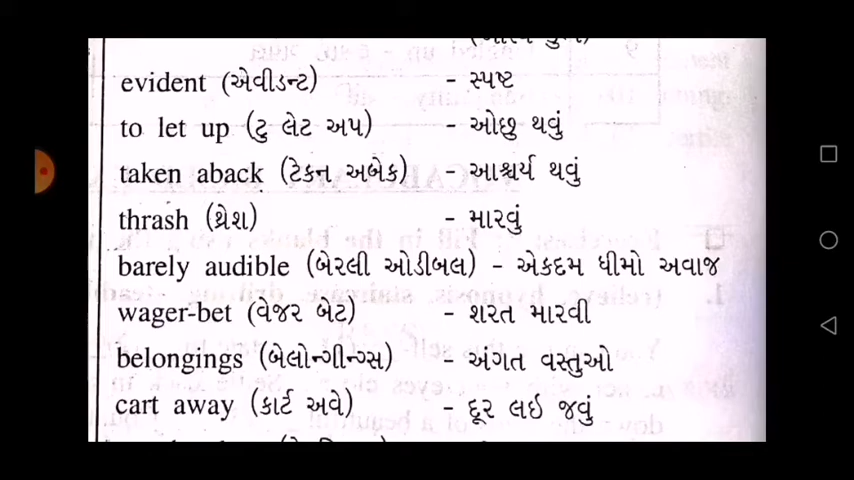 evident (એવીડન્ટ) - સ્પષ્ટ
to let up (ટુ લેટ અપ) - ઓછુ થવું
taken aback (ટેકન અબેક) - આશ્ચર્ય થવું
thrash (થ્રેશ) - મારવું
barely audible (બેરલી ઓડીબલ) - એકદમ ધીમો અવાજ
wager-bet (વેજર બેટ) - શરત મારવી
belongings (બેલોન્ગીન્ગ્સ) - અંગત વસ્તુઓ
cart away (કાર્ટ અવે) - દૂર લઇ જવું